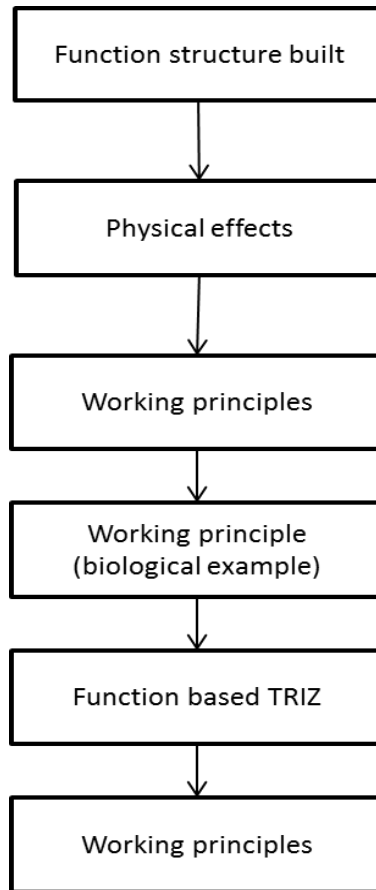 Function structure built
Physical effects
Working principles
Working principle
(biological example)
Function based TRIZ
Working principles